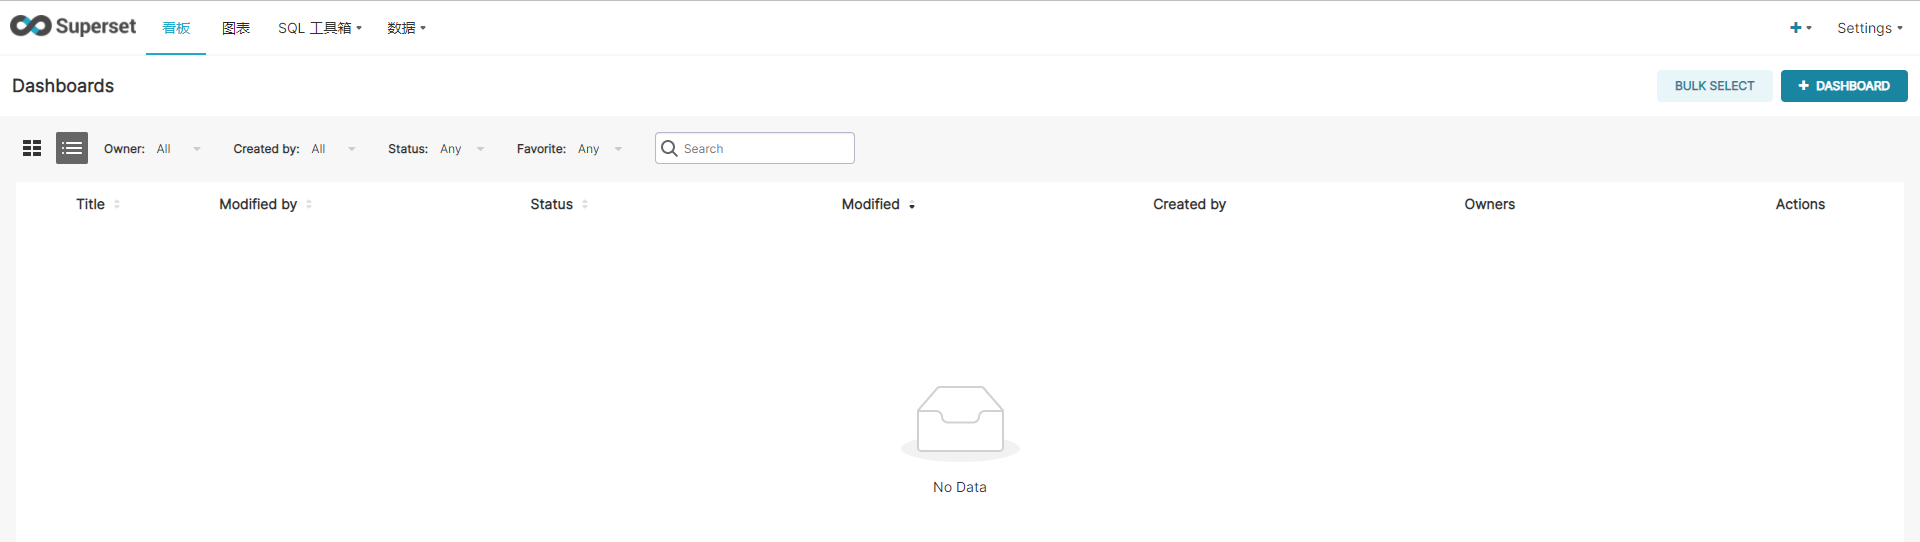 Superset 看板 图表 SQL 工具箱 数据 Settings
Dashboards BULK SELECT + DASHBOARD
Owner: All Created by: All Status: Any Favorite: Any Search
Title Modified by Status Modified Created by Owners Actions
No Data